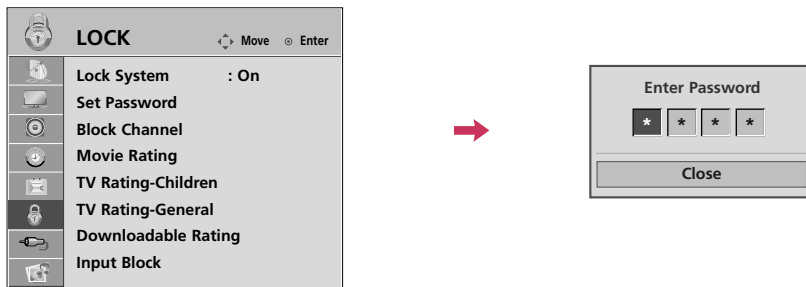 LOCK Move Enter
Lock System : On
Set Password
Block Channel
Movie Rating
TV Rating-Children
TV Rating-General
Downloadable Rating
Input Block
Enter Password
* * * *
Close